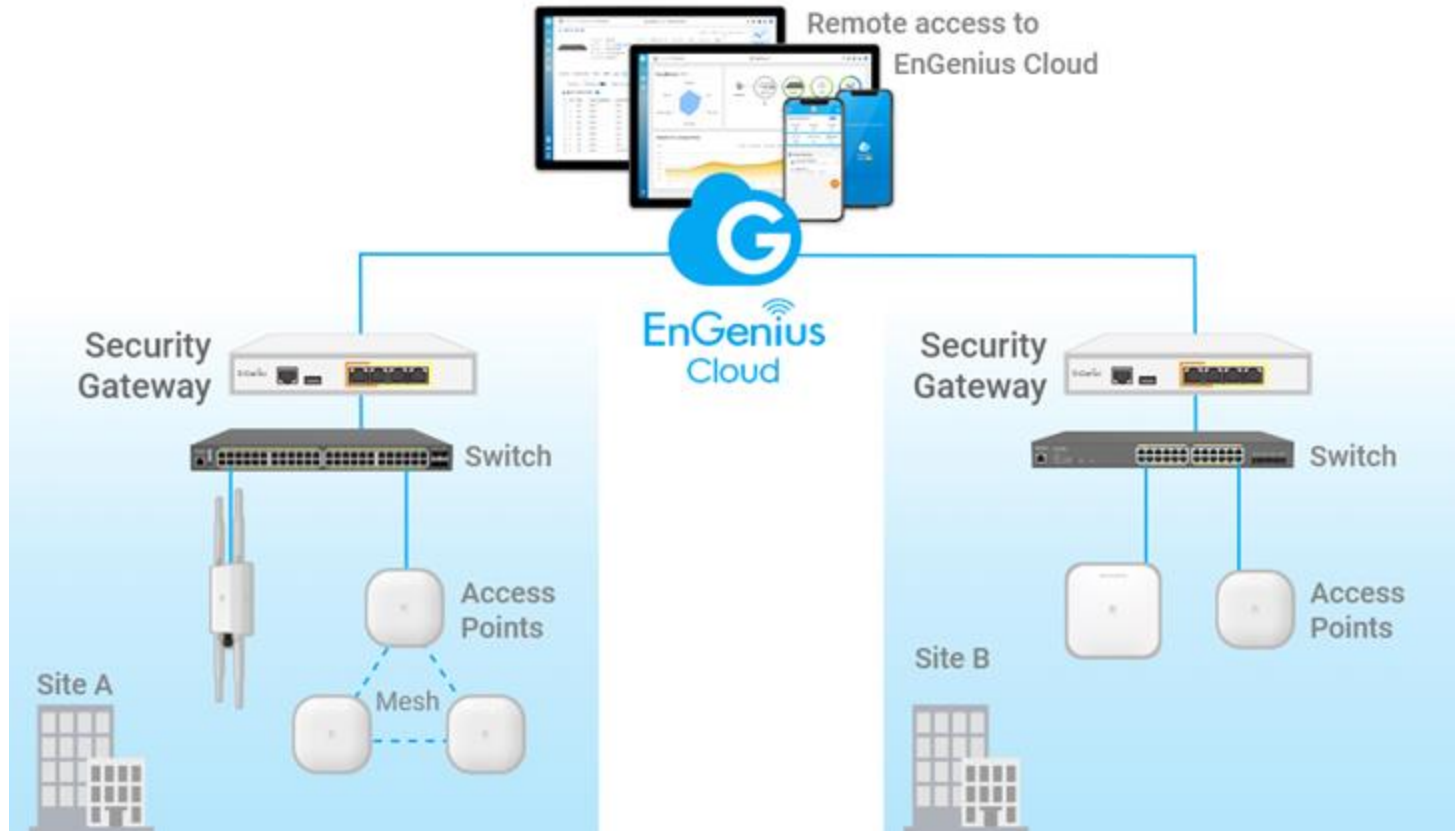 Remote access to
EnGenius Cloud
G
EnGenius
Cloud
Security
Gateway
Switch
Access
Points
Mesh
Site A
Security
Gateway
Switch
Access
Points
Site B